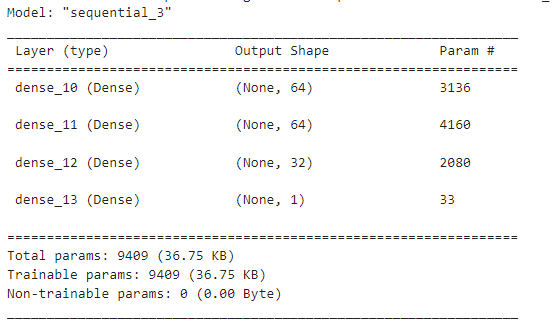 Model: "sequential_3"
_________________________________________________________________
Layer (type) Output Shape Param #
=================================================================
dense_10 (Dense) (None, 64) 3136
dense_11 (Dense) (None, 64) 4160
dense_12 (Dense) (None, 32) 2080
dense_13 (Dense) (None, 1) 33
=================================================================
Total params: 9409 (36.75 KB)
Trainable params: 9409 (36.75 KB)
Non-trainable params: 0 (0.00 Byte)
_________________________________________________________________